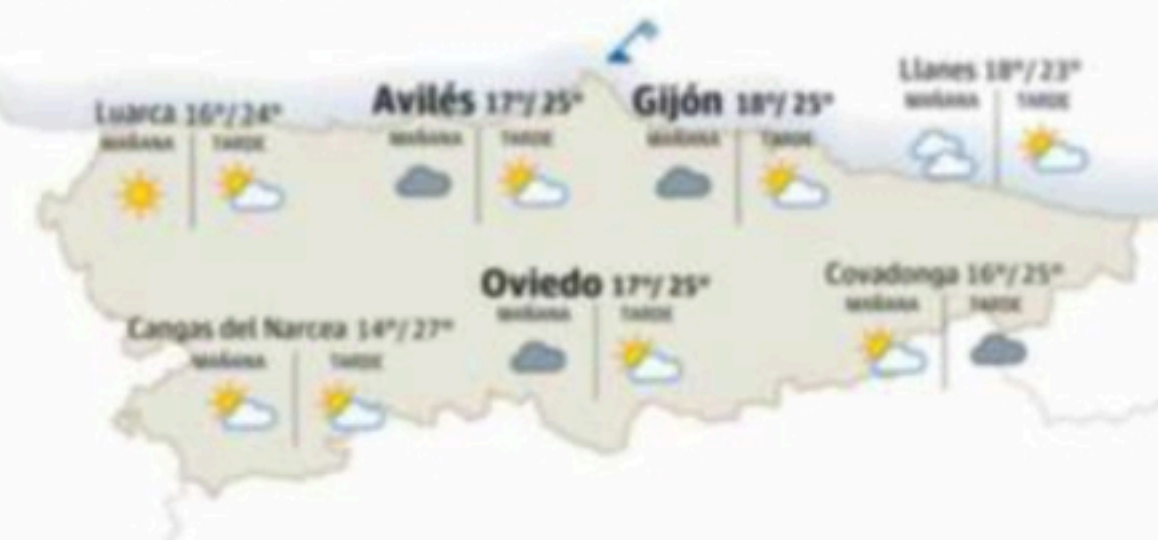 Llanes 18°/23°
MAÑANA TARDE
Luarca 16°/24°
MAÑANA TARDE
Avilés 17°/25°
MAÑANA TARDE
Gijón 18°/25°
MAÑANA TARDE
Oviedo 17°/25°
MAÑANA TARDE
Covadonga 16°/25°
MAÑANA TARDE
Cangas del Narcea 14°/27°
MAÑANA TARDE